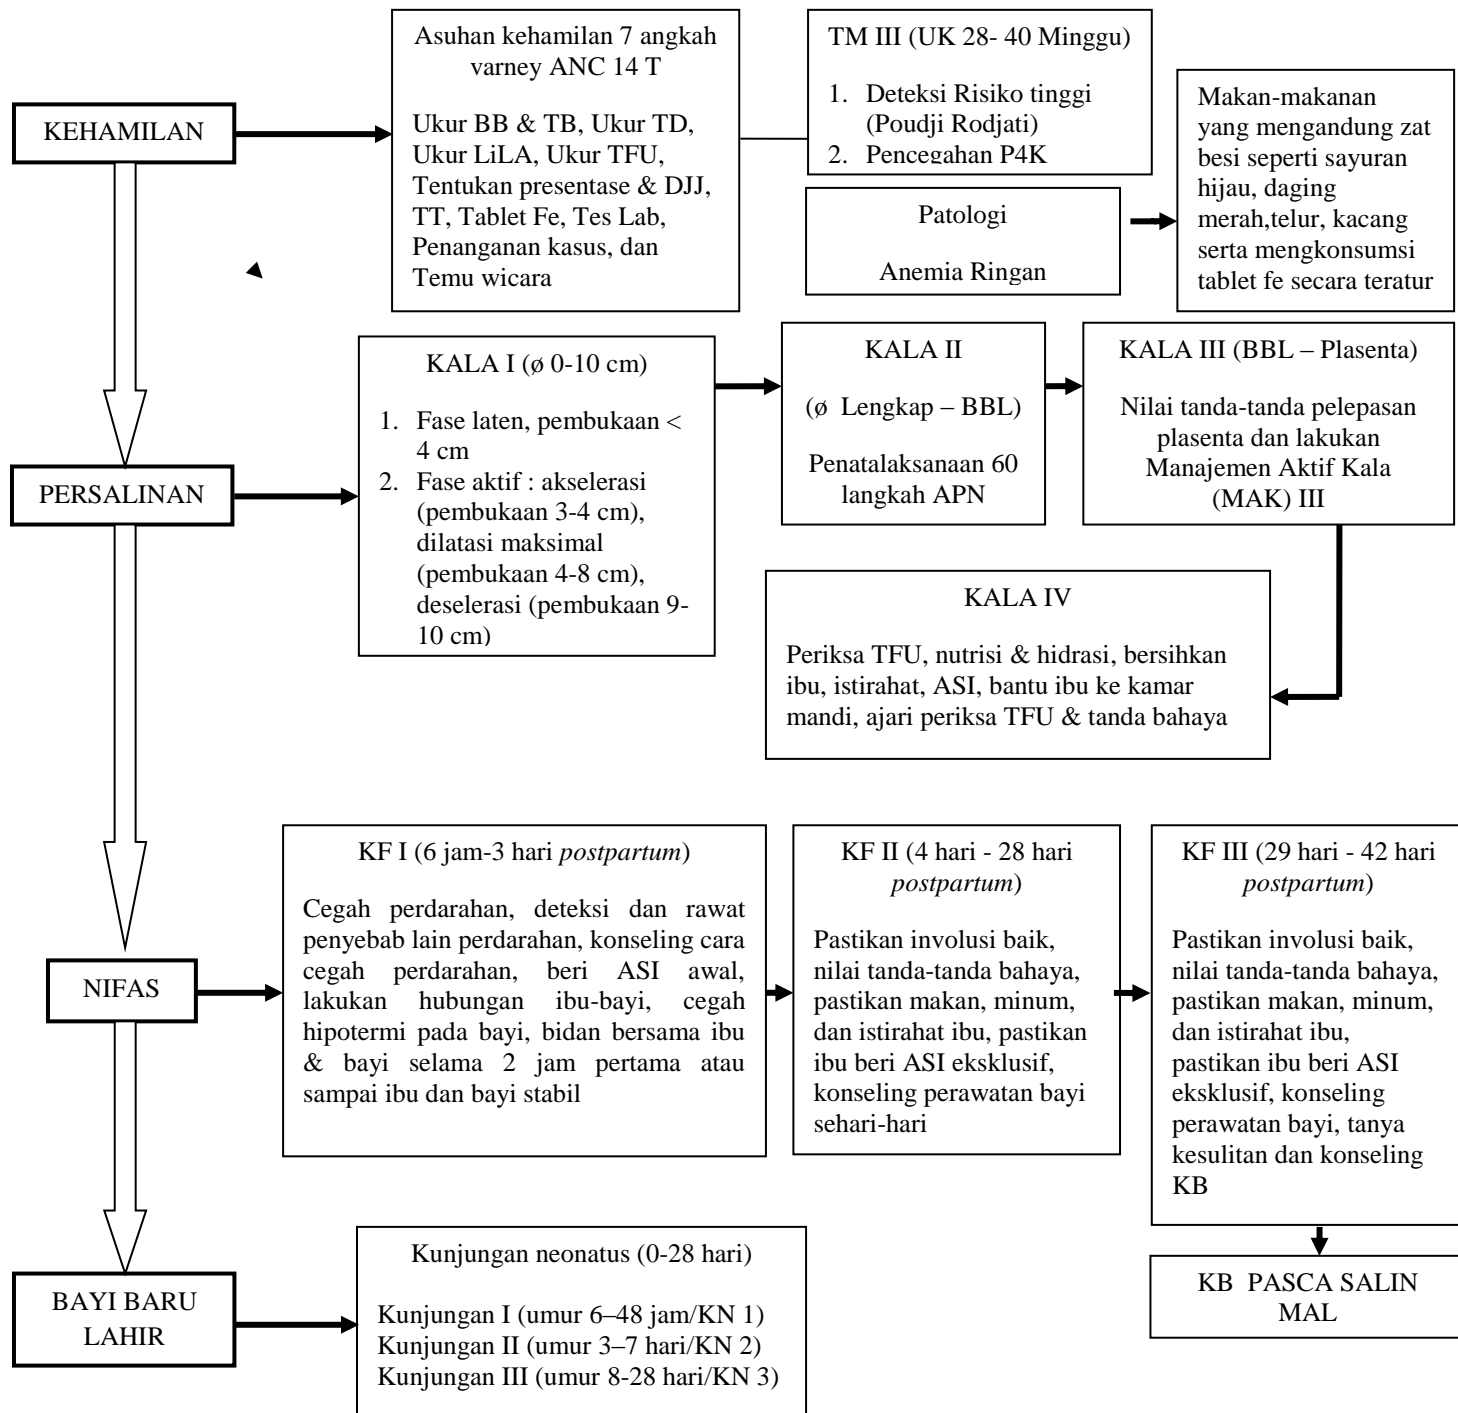 KEHAMILAN
Asuhan kehamilan 7 angkah
varney ANC 14 T
Ukur BB & TB, Ukur TD,
Ukur LiLA, Ukur TFU,
Tentukan presentase & DJJ,
TT, Tablet Fe, Tes Lab,
Penanganan kasus, dan
Temu wicara
TM III (UK 28- 40 Minggu)
1. Deteksi Risiko tinggi
(Poudji Rodjati)
2. Pencegahan P4K
Patologi
Anemia Ringan
Makan-makanan
yang mengandung zat
besi seperti sayuran
hijau, daging
merah,telur, kacang
serta mengkonsumsi
tablet fe secara teratur
PERSALINAN
KALA I (ø 0-10 cm)
1. Fase laten, pembukaan <
4 cm
2. Fase aktif : akselerasi
(pembukaan 3-4 cm),
dilatasi maksimal
(pembukaan 4-8 cm),
deselerasi (pembukaan 9-
10 cm)
KALA II
(ø Lengkap – BBL)
Penatalaksanaan 60
langkah APN
KALA III (BBL – Plasenta)
Nilai tanda-tanda pelepasan
plasenta dan lakukan
Manajemen Aktif Kala
(MAK) III
KALA IV
Periksa TFU, nutrisi & hidrasi, bersihkan
ibu, istirahat, ASI, bantu ibu ke kamar
mandi, ajari periksa TFU & tanda bahaya
NIFAS
KF I (6 jam-3 hari postpartum)
Cegah perdarahan, deteksi dan rawat
penyebab lain perdarahan, konseling cara
cegah perdarahan, beri ASI awal,
lakukan hubungan ibu-bayi, cegah
hipotermi pada bayi, bidan bersama ibu
& bayi selama 2 jam pertama atau
sampai ibu dan bayi stabil
KF II (4 hari - 28 hari
postpartum)
Pastikan involusi baik,
nilai tanda-tanda bahaya,
pastikan makan, minum,
dan istirahat ibu, pastikan
ibu beri ASI eksklusif,
konseling perawatan bayi
sehari-hari
KF III (29 hari - 42 hari
postpartum)
Pastikan involusi baik,
nilai tanda-tanda bahaya,
pastikan makan, minum,
dan istirahat ibu,
pastikan ibu beri ASI
eksklusif, konseling
perawatan bayi, tanya
kesulitan dan konseling
KB
KB PASCA SALIN
MAL
BAYI BARU
LAHIR
Kunjungan neonatus (0-28 hari)
Kunjungan I (umur 6–48 jam/KN 1)
Kunjungan II (umur 3–7 hari/KN 2)
Kunjungan III (umur 8-28 hari/KN 3)